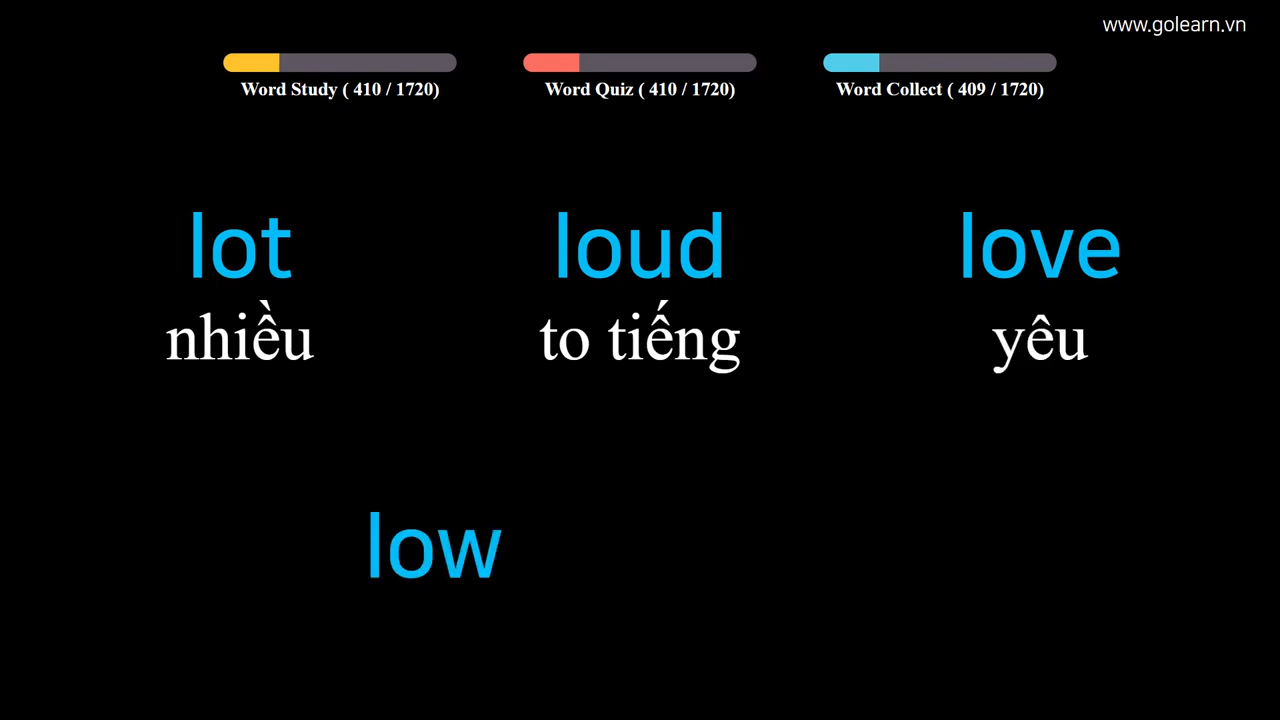 www.golearn.vn
Word Study ( 410 / 1720)
Word Quiz ( 410 / 1720)
Word Collect ( 409 / 1720)
lot
nhiều
loud
to tiếng
love
yêu
low